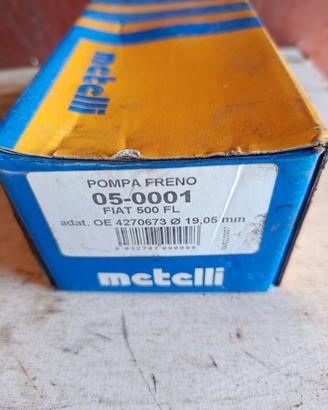 metelli
POMPA FRENO
05-0001
FIAT 500 FL
adat. OE 4270673 Ø 19,05 mm
metelli